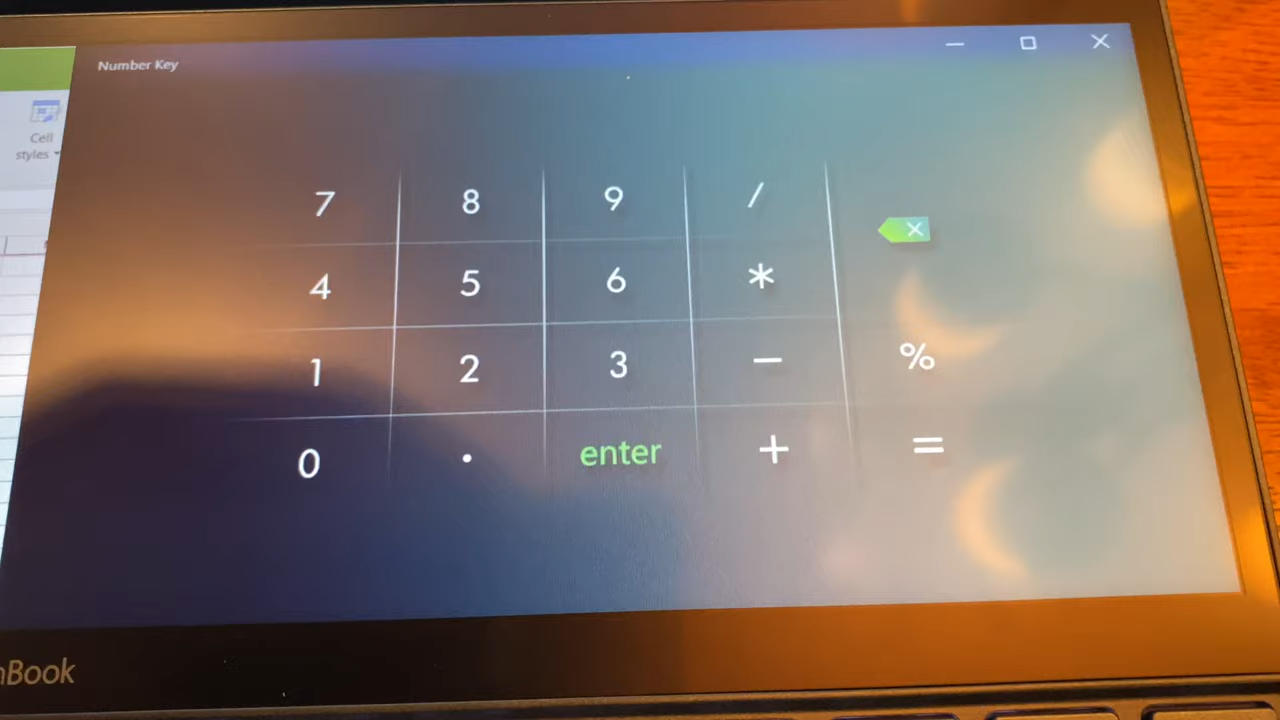 Number Key
Cell
styles
7 8 9 /
4 5 6 * %
1 2 3 −
0 . enter + =
nBook